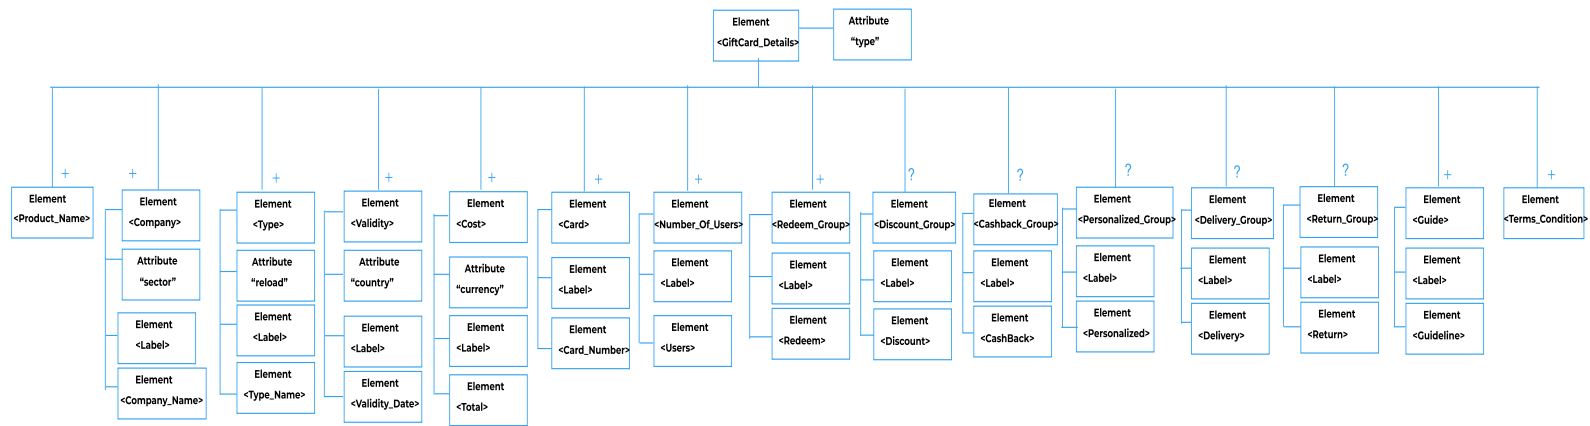 Element
<GiftCard_Details>
Attribute
“type”
+
Element
<Product_Name>
+
Element
<Company>
Attribute
“sector”
Element
<Label>
Element
<Company_Name>
+
Element
<Type>
Attribute
“reload”
Element
<Label>
Element
<Type_Name>
+
Element
<Validity>
Attribute
“country”
Element
<Label>
Element
<Validity_Date>
+
Element
<Cost>
Attribute
“currency”
Element
<Label>
Element
<Total>
+
Element
<Card>
Element
<Label>
Element
<Card_Number>
+
Element
<Number_Of_Users>
Element
<Label>
Element
<Users>
+
Element
<Redeem_Group>
Element
<Label>
Element
<Redeem>
?
Element
<Discount_Group>
Element
<Label>
Element
<Discount>
?
Element
<Cashback_Group>
Element
<Label>
Element
<CashBack>
?
Element
<Personalized_Group>
Element
<Label>
Element
<Personalized>
?
Element
<Delivery_Group>
Element
<Label>
Element
<Delivery>
?
Element
<Return_Group>
Element
<Label>
Element
<Return>
+
Element
<Guide>
Element
<Label>
Element
<Guideline>
+
Element
<Terms_Condition>